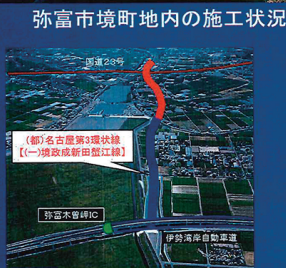 弥富市境町地内の施工状況
国道23号
(都)名古屋第3環状線
【(一)境政成新田蟹江線】
弥富木曽岬IC
伊勢湾岸自動車道